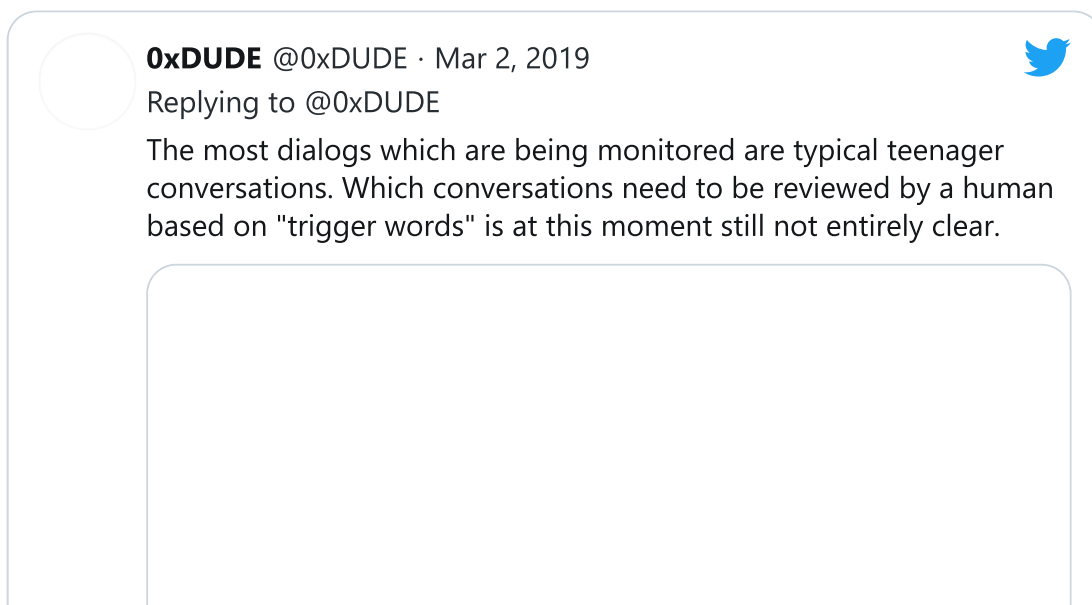 0xDUDE @0xDUDE · Mar 2, 2019
Replying to @0xDUDE
The most dialogs which are being monitored are typical teenager
conversations. Which conversations need to be reviewed by a human
based on "trigger words" is at this moment still not entirely clear.